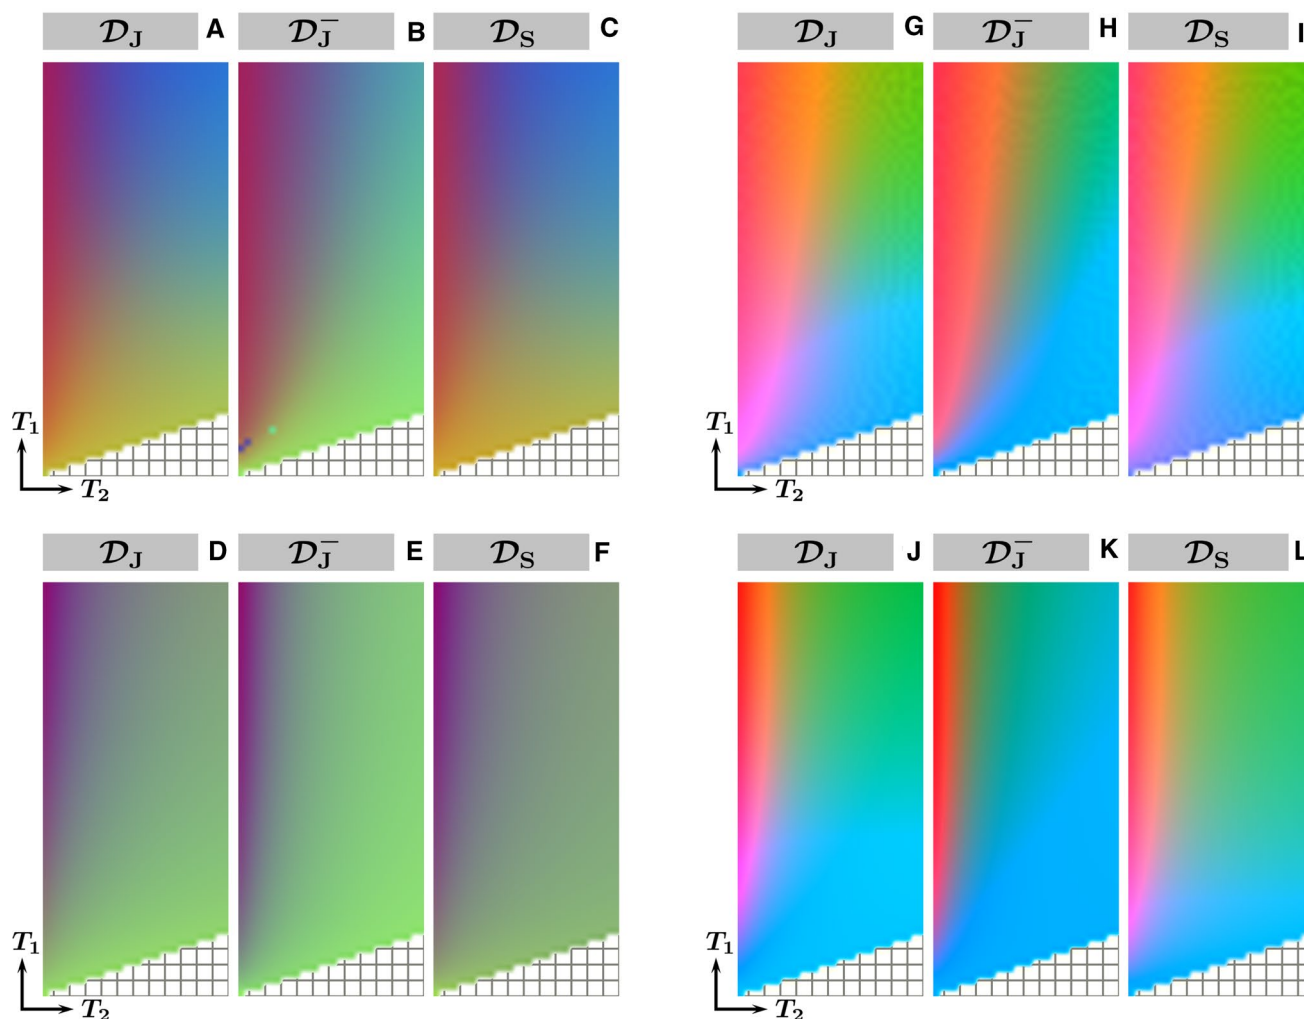 𝒟J A 𝒟J⁻ B 𝒟S C
T1
T2
𝒟J G 𝒟J⁻ H 𝒟S I
T1
T2
𝒟J D 𝒟J⁻ E 𝒟S F
T1
T2
𝒟J J 𝒟J⁻ K 𝒟S L
T1
T2